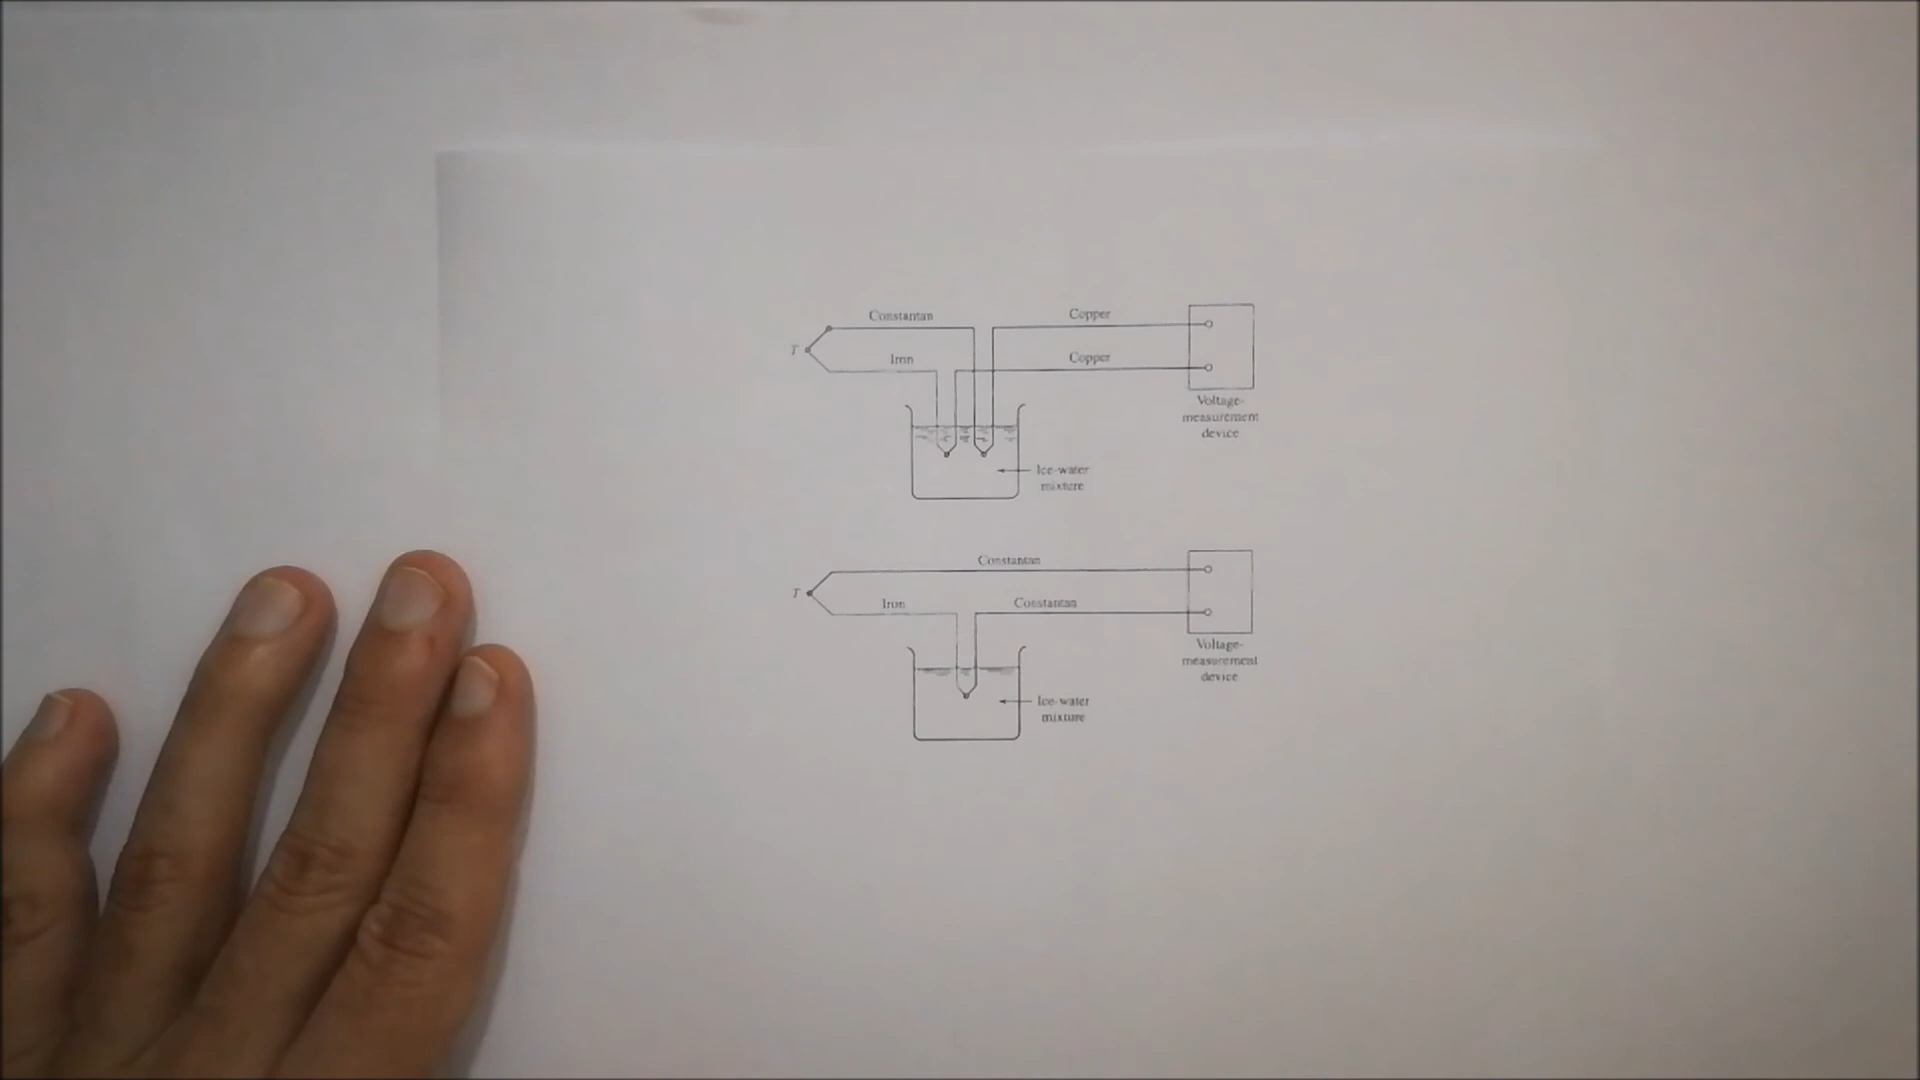 Constantan
Copper
T
Iron
Copper
Voltage-
measurement
device
Ice-water
mixture
Constantan
T
Iron
Constantan
Voltage-
measurement
device
Ice-water
mixture